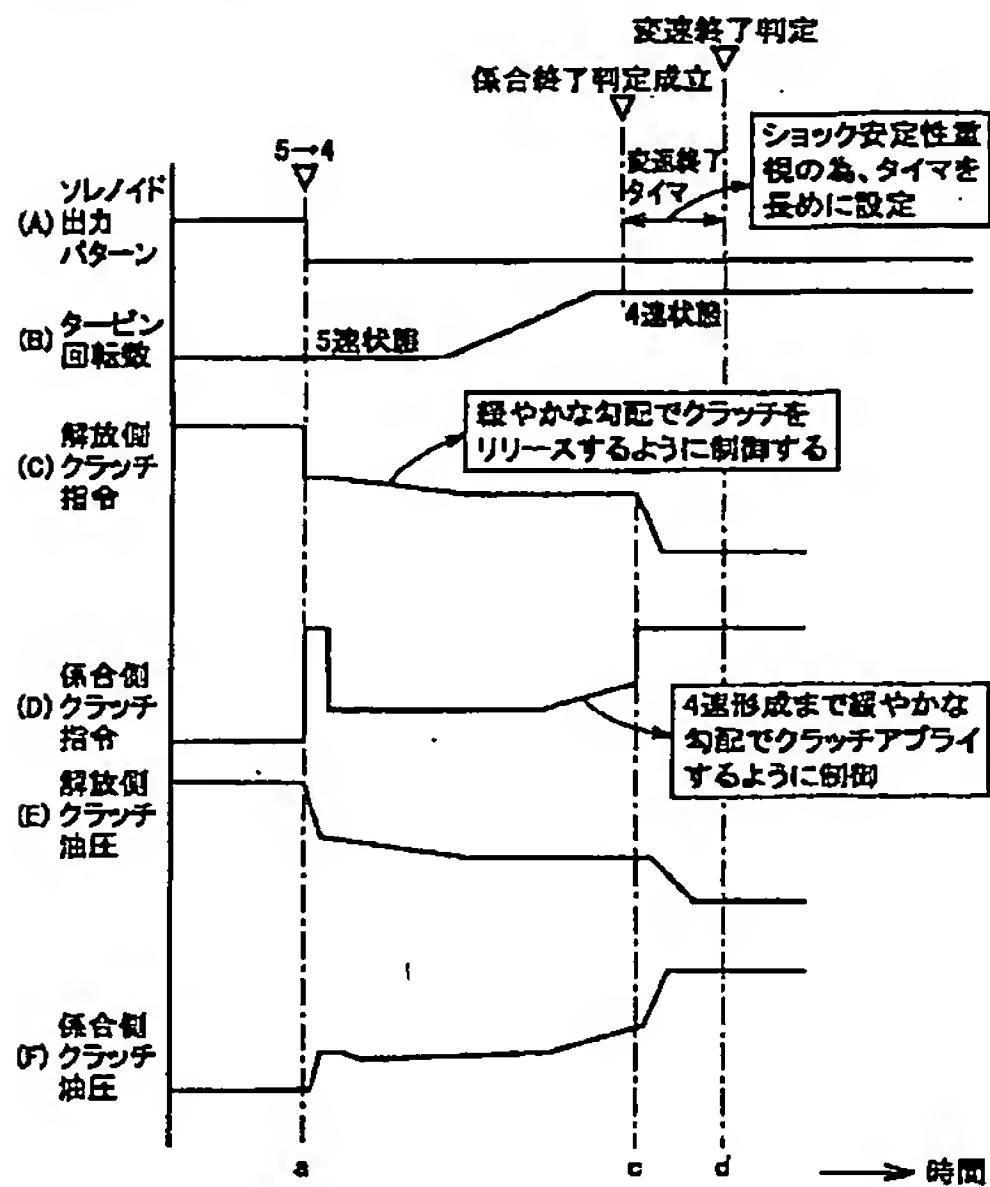 変速終了判定
係合終了判定成立
5→4
変速終了
タイマ
ショック安定性重
視の為、タイマを
長めに設定
ソレノイド
(A) 出力
パターン
(B) タービン
回転数
5速状態
4速状態
解放側
(C) クラッチ
指令
緩やかな勾配でクラッチを
リリースするように制御する
係合側
(D) クラッチ
指令
4速形成まで緩やかな
勾配でクラッチアプライ
するように制御
解放側
(E) クラッチ
油圧
係合側
(F) クラッチ
油圧
a
c
d
時間